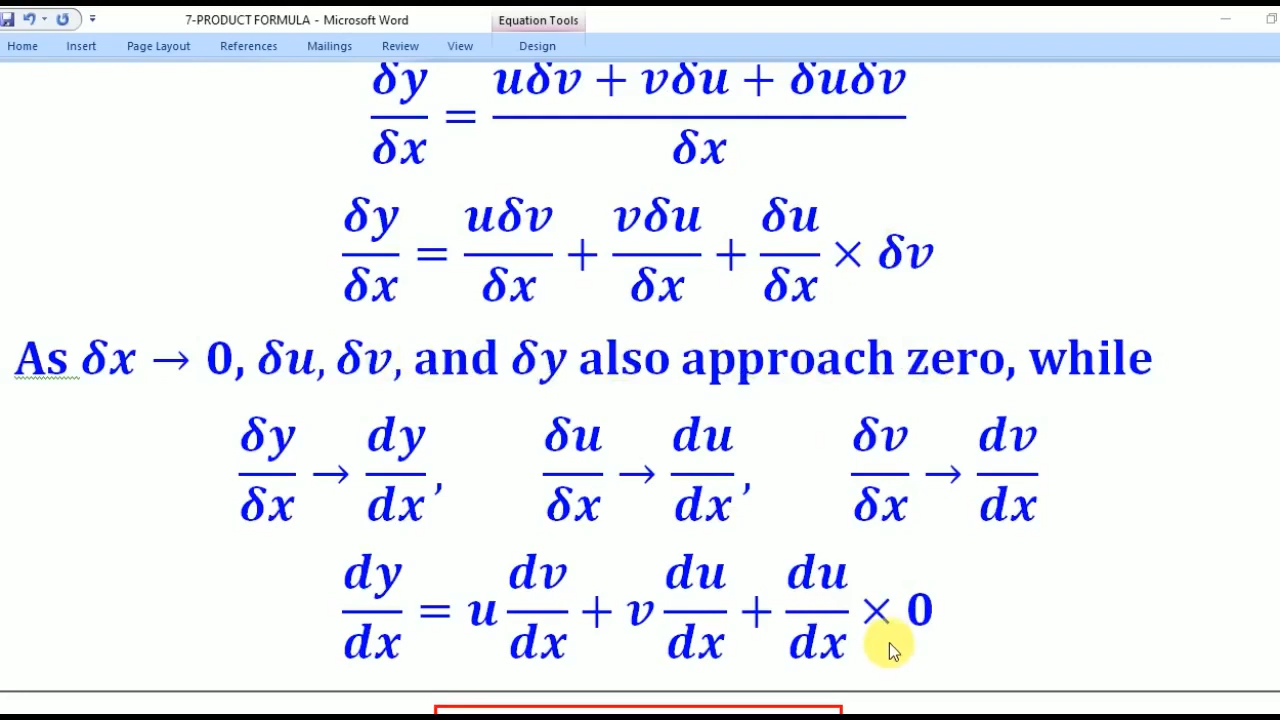 7-PRODUCT FORMULA - Microsoft Word Equation Tools
Home Insert Page Layout References Mailings Review View Design
δy/δx = (uδv + vδu + δuδv)/δx
δy/δx = uδv/δx + vδu/δx + δu/δx × δv
As δx → 0, δu, δv, and δy also approach zero, while
δy/δx → dy/dx, δu/δx → du/dx, δv/δx → dv/dx
dy/dx = u dv/dx + v du/dx + du/dx × 0